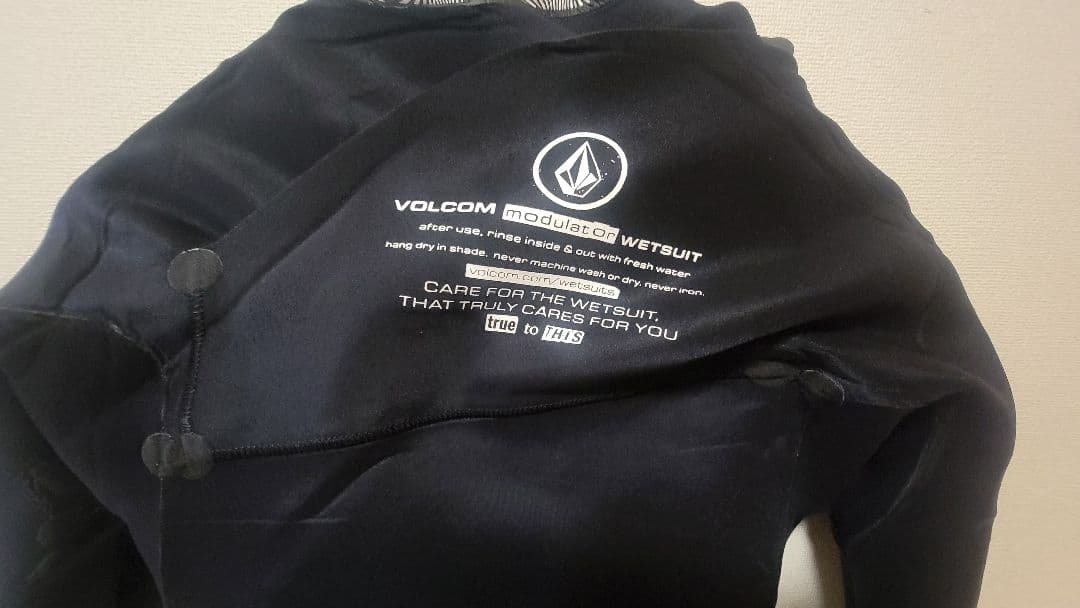 VOLCOM modulatOr WETSUIT
after use, rinse inside & out with fresh water
hang dry in shade. never machine wash or dry. never iron.
volcom.com/wetsuits
CARE FOR THE WETSUIT,
THAT TRULY CARES FOR YOU
true to THIS